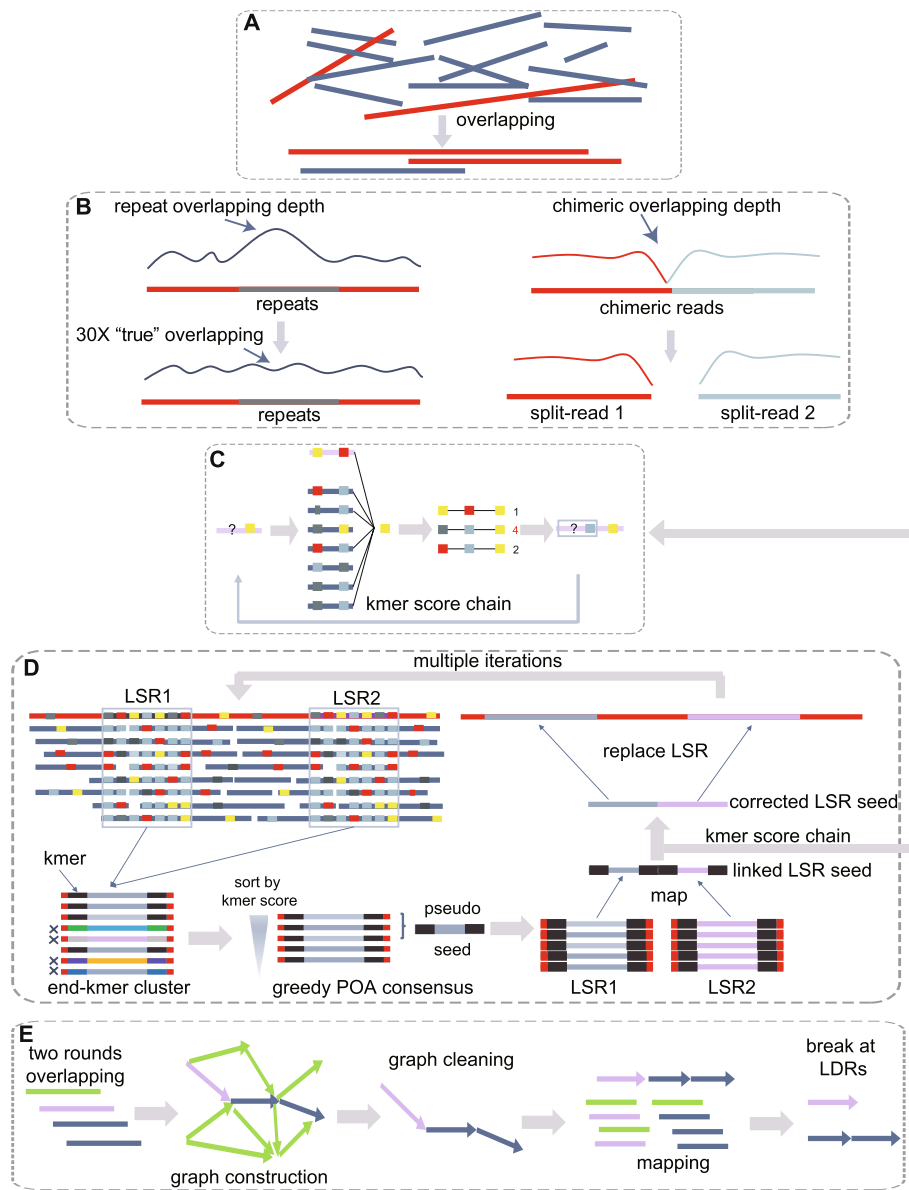 A
overlapping
B
repeat overlapping depth
chimeric overlapping depth
repeats
chimeric reads
30X “true” overlapping
repeats
split-read 1
split-read 2
C
?
1
4
2
?
kmer score chain
D
multiple iterations
LSR1
LSR2
replace LSR
corrected LSR seed
kmer score chain
linked LSR seed
map
kmer
sort by
kmer score
pseudo
seed
end-kmer cluster
greedy POA consensus
LSR1
LSR2
E
two rounds
overlapping
graph construction
graph cleaning
mapping
break at
LDRs